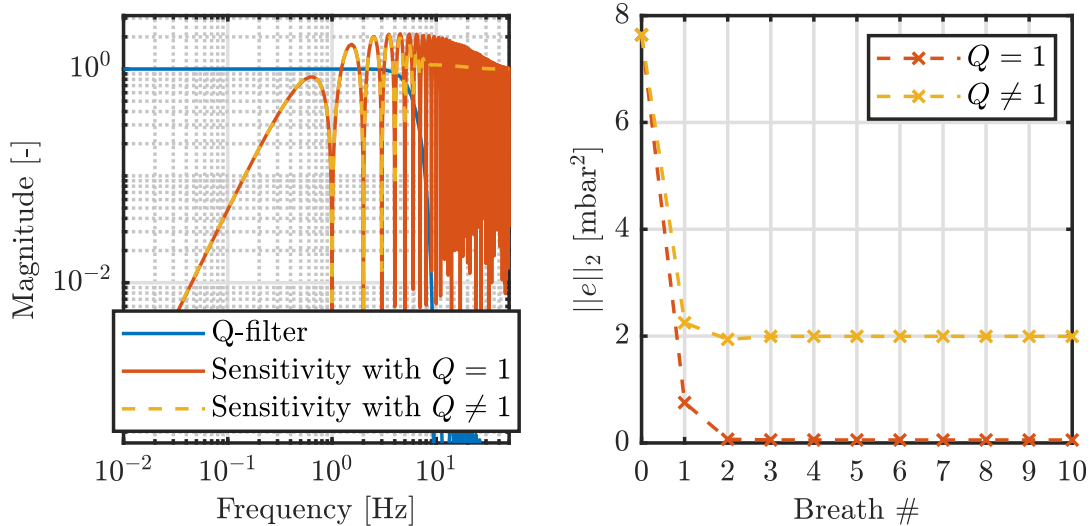 Magnitude [-]
10^0
10^-2
Q-filter
Sensitivity with Q = 1
Sensitivity with Q ≠ 1
10^-2 10^-1 10^0 10^1
Frequency [Hz]
||e||_2 [mbar^2]
8
6
4
2
0
Q = 1
Q ≠ 1
0 1 2 3 4 5 6 7 8 9 10
Breath #